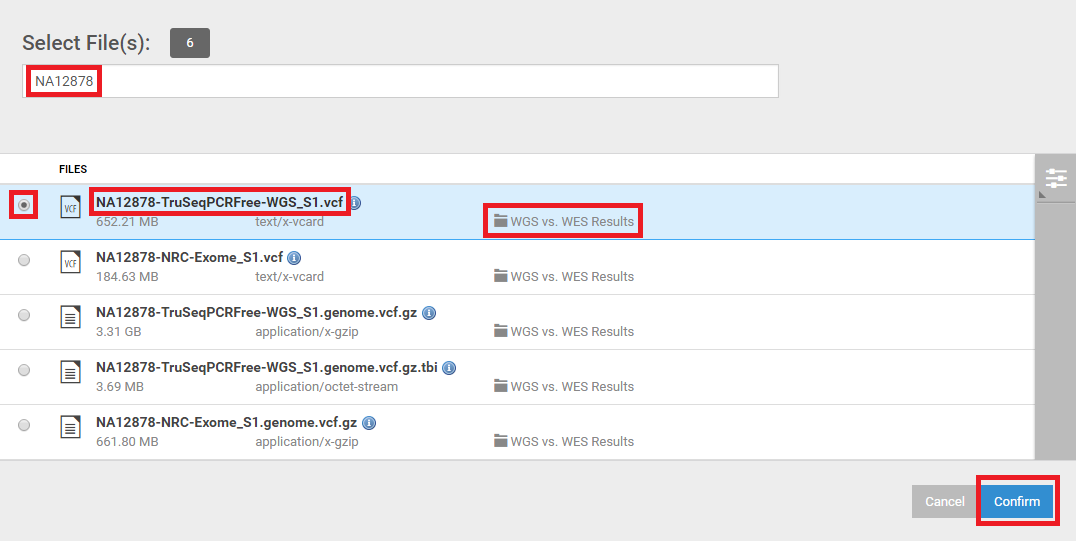 Select File(s): 6
NA12878
FILES
VCF NA12878-TruSeqPCRFree-WGS_S1.vcf i
652.21 MB text/x-vcard WGS vs. WES Results
VCF NA12878-NRC-Exome_S1.vcf i
184.63 MB text/x-vcard WGS vs. WES Results
NA12878-TruSeqPCRFree-WGS_S1.genome.vcf.gz i
3.31 GB application/x-gzip WGS vs. WES Results
NA12878-TruSeqPCRFree-WGS_S1.genome.vcf.gz.tbi i
3.69 MB application/octet-stream WGS vs. WES Results
NA12878-NRC-Exome_S1.genome.vcf.gz i
661.80 MB application/x-gzip WGS vs. WES Results
Cancel Confirm